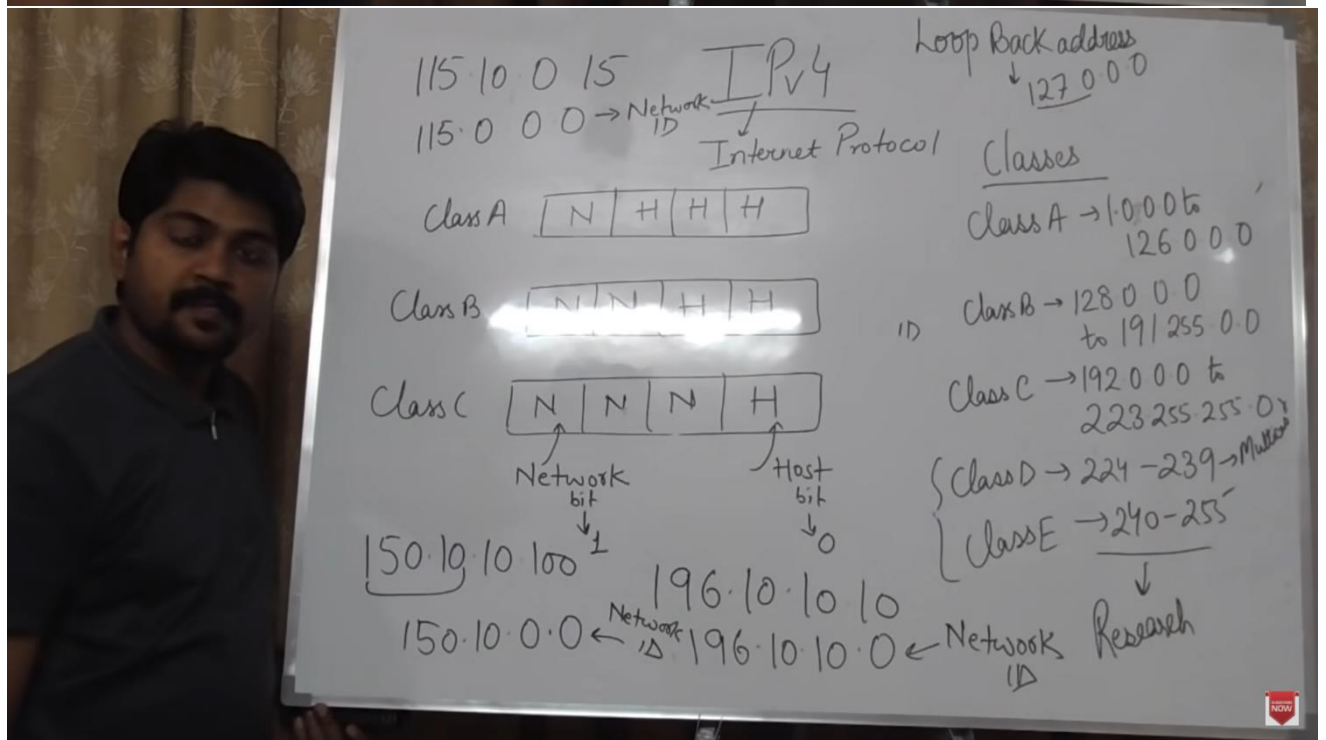 115.10.0 15
115.0 0 0 → Network ID
IPv4
Internet Protocol
Class A N H H H
Class B N N H H
Class C N N N H
Network bit
↓ 1
Host bit
↓ 0
150.10.10.100
150.10.0.0 ← Network ID
196.10.10 10
196.10.10.0 ← Network ID
Loop Back address
↓ 127 0.0 0
Classes
Class A → 1.0 0 0 to
126 0 0.0
ID
Class B → 128 0 0 0
to 191 255.0.0
Class C → 192 0 0 0 to
223 255.255.0
Class D → 224 - 239 →
Class E → 240 - 255
↓
Research
SUBSCRIBE
NOW